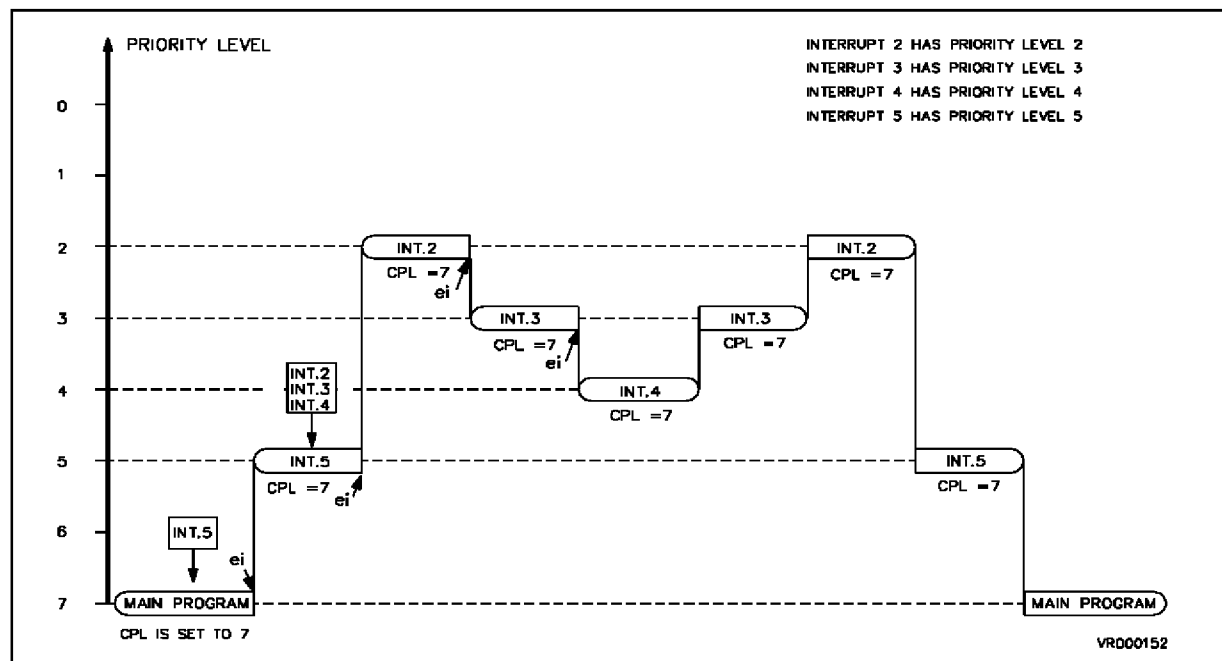 PRIORITY LEVEL
INTERRUPT 2 HAS PRIORITY LEVEL 2
INTERRUPT 3 HAS PRIORITY LEVEL 3
INTERRUPT 4 HAS PRIORITY LEVEL 4
INTERRUPT 5 HAS PRIORITY LEVEL 5
0
1
2
INT.2
CPL =7
ei
INT.2
CPL =7
3
INT.3
CPL =7
ei
INT.3
CPL =7
INT.2
INT.3
INT.4
4
INT.4
CPL =7
5
INT.5
CPL =7
ei
INT.5
CPL =7
6
INT.5
ei
7
MAIN PROGRAM
CPL IS SET TO 7
MAIN PROGRAM
VR000152